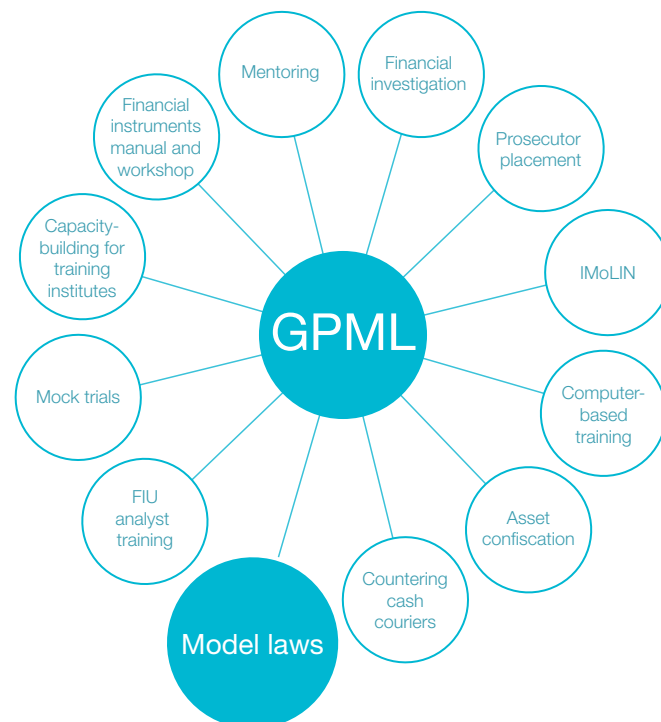 Mentoring
Financial
investigation
Financial
instruments
manual and
workshop
Prosecutor
placement
Capacity-
building for
training
institutes
IMoLIN
GPML
Mock trials
Computer-
based
training
FIU
analyst
training
Asset
confiscation
Countering
cash
couriers
Model laws